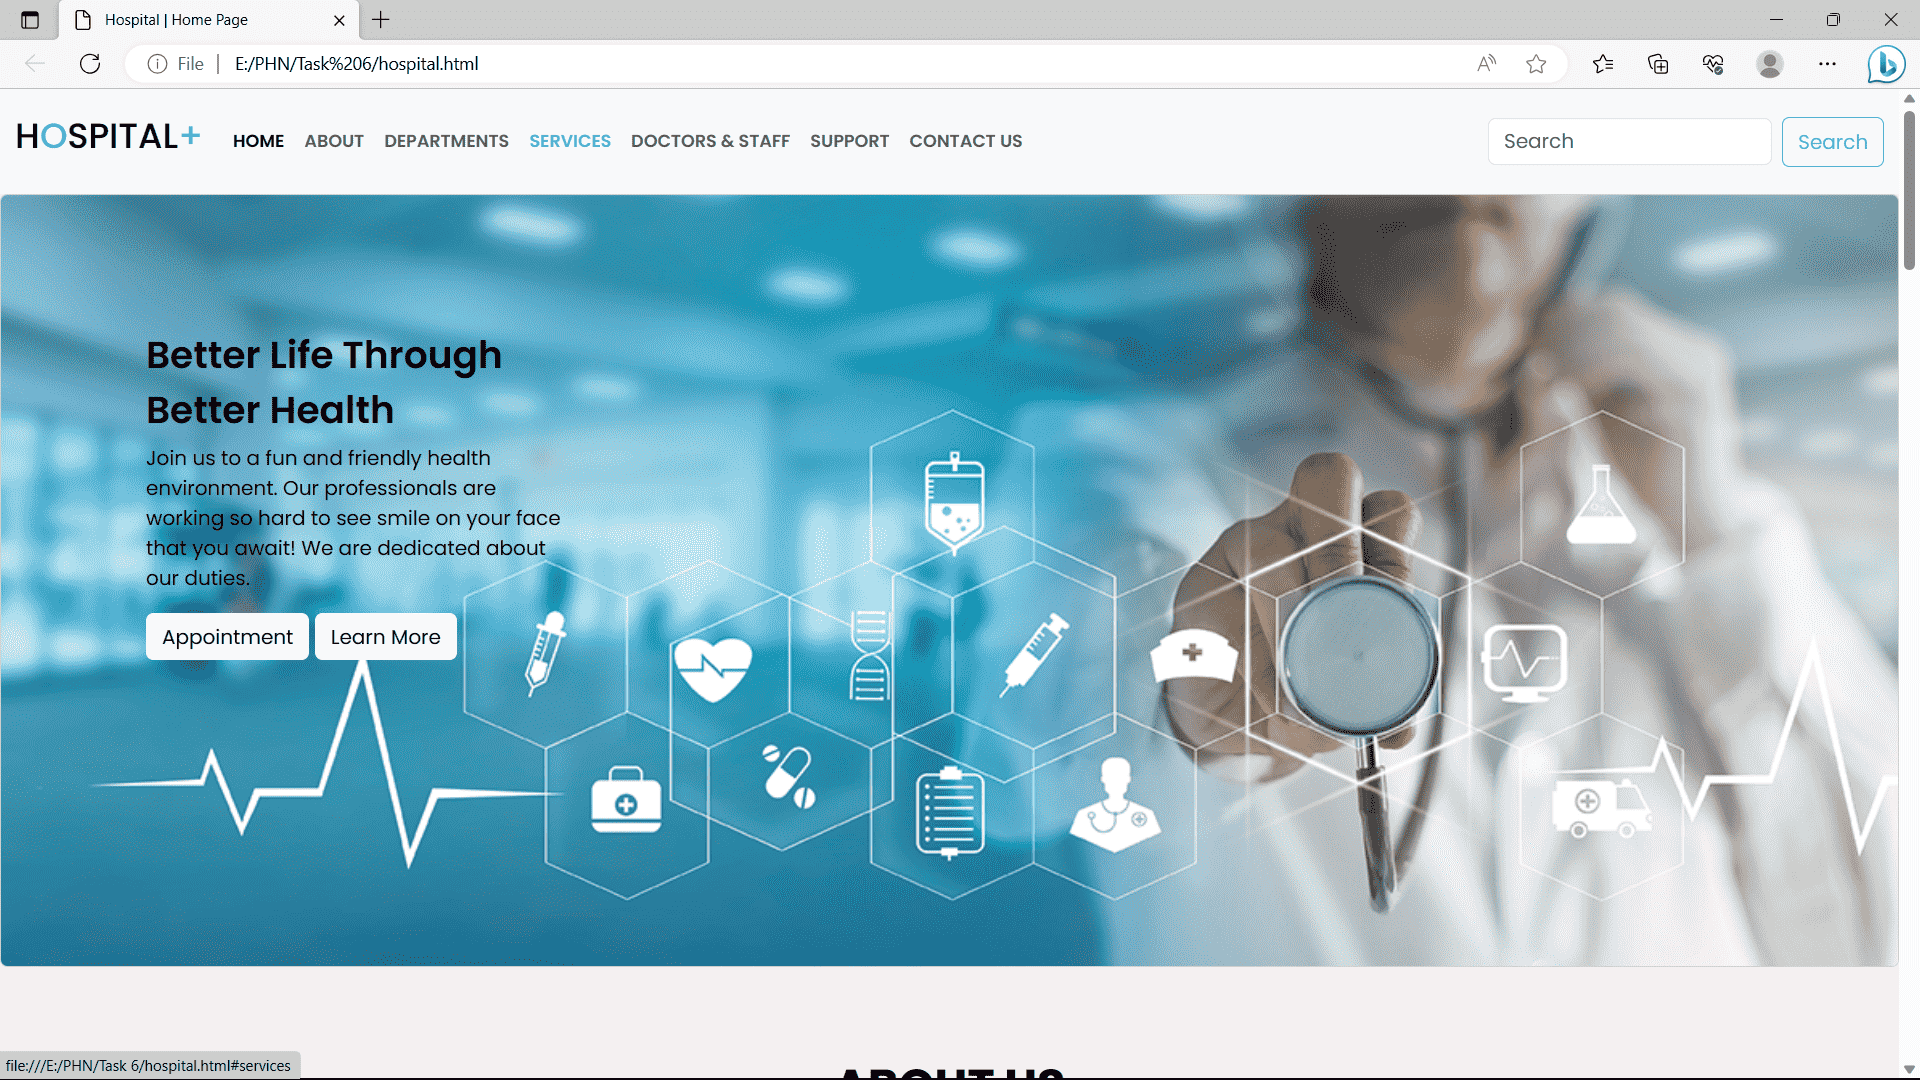 Hospital | Home Page
File
E:/PHN/Task%206/hospital.html
HOSPITAL+
HOME ABOUT DEPARTMENTS SERVICES DOCTORS & STAFF SUPPORT CONTACT US
Search
Search
Better Life Through
Better Health
Join us to a fun and friendly health
environment. Our professionals are
working so hard to see smile on your face
that you await! We are dedicated about
our duties.
Appointment
Learn More
ABOUT US
file:///E:/PHN/Task 6/hospital.html#services